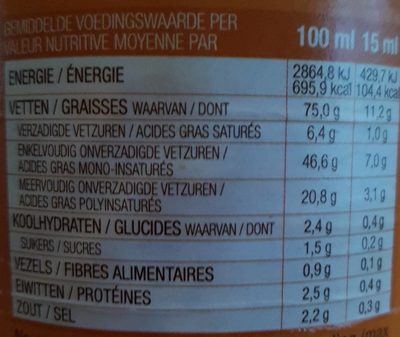 GEMIDDELDE VOEDINGSWAARDE PER
VALEUR NUTRITIVE MOYENNE PAR 100 ml 15 ml
ENERGIE / ÉNERGIE 2864,8 kJ 429,7 kJ
695,9 kcal 104,4 kcal
VETTEN / GRAISSES WAARVAN / DONT 75,0 g 11,2 g
VERZADIGDE VETZUREN / ACIDES GRAS SATURÉS 6,4 g 1,0 g
ENKELVOUDIG ONVERZADIGDE VETZUREN /
ACIDES GRAS MONO-INSATURÉS 46,6 g 7,0 g
MEERVOUDIG ONVERZADIGDE VETZUREN /
ACIDES GRAS POLYINSATURÉS 20,8 g 3,1 g
KOOLHYDRATEN / GLUCIDES WAARVAN / DONT 2,4 g 0,4 g
SUIKERS / SUCRES 1,5 g 0,2 g
VEZELS / FIBRES ALIMENTAIRES 0,9 g 0,1 g
EIWITTEN / PROTÉINES 2,5 g 0,4 g
ZOUT / SEL 2,2 g 0,3 g